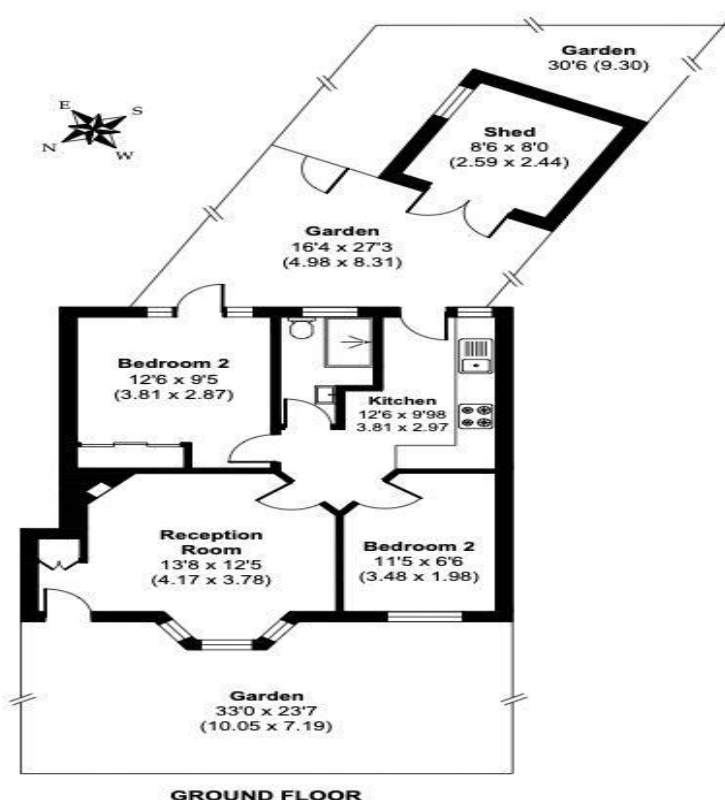 Garden
30'6 (9.30)
E
S
N
W
Shed
8'6 x 8'0
(2.59 x 2.44)
Garden
16'4 x 27'3
(4.98 x 8.31)
Bedroom 2
12'6 x 9'5
(3.81 x 2.87)
Kitchen
12'6 x 9'98
3.81 x 2.97
Reception
Room
13'8 x 12'5
(4.17 x 3.78)
Bedroom 2
11'5 x 6'6
(3.48 x 1.98)
Garden
33'0 x 23'7
(10.05 x 7.19)
GROUND FLOOR